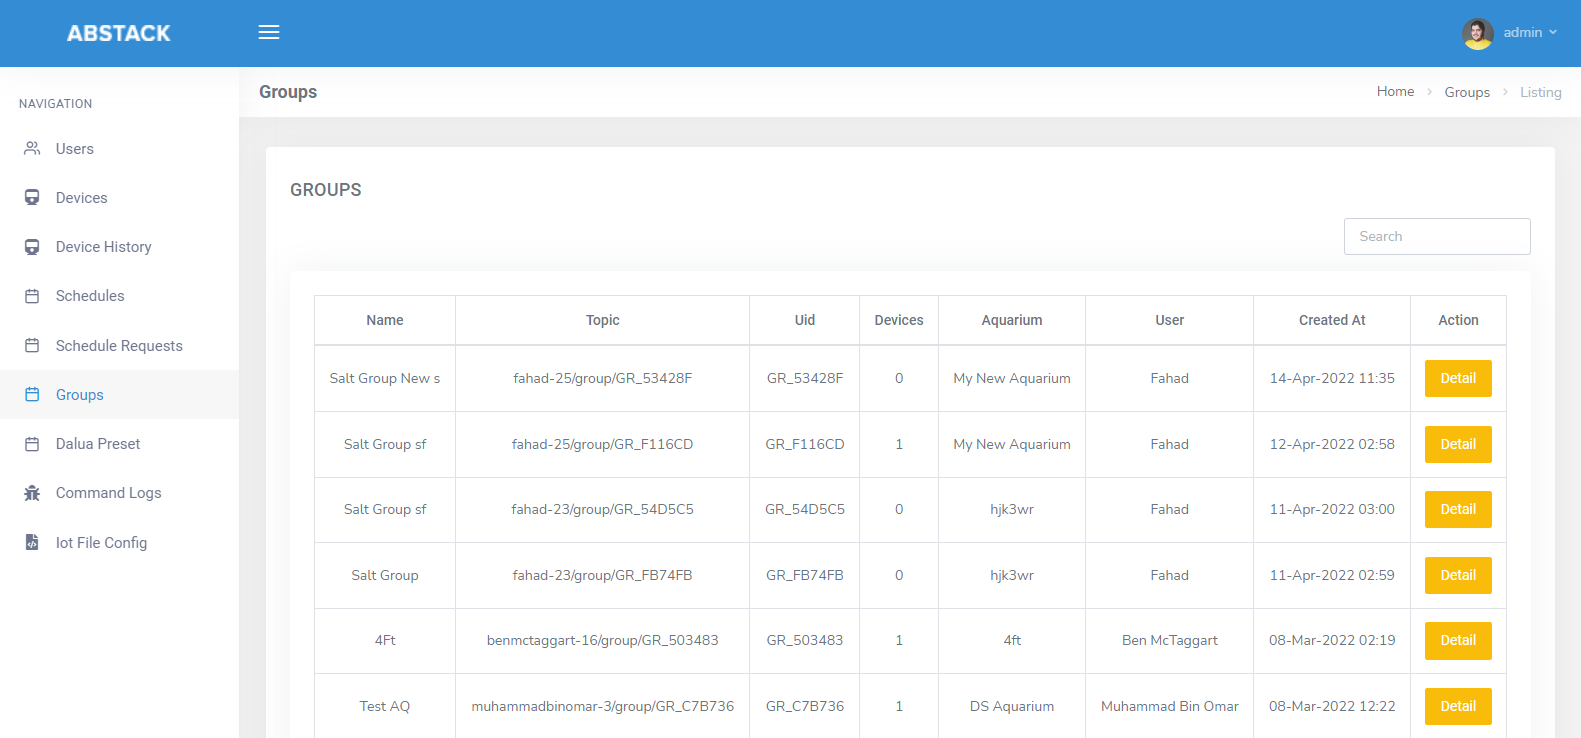 ABSTACK
admin
NAVIGATION
Users
Devices
Device History
Schedules
Schedule Requests
Groups
Dalua Preset
Command Logs
Iot File Config
Groups
Home > Groups > Listing
GROUPS
Search
Name Topic Uid Devices Aquarium User Created At Action
Salt Group New s fahad-25/group/GR_53428F GR_53428F 0 My New Aquarium Fahad 14-Apr-2022 11:35 Detail
Salt Group sf fahad-25/group/GR_F116CD GR_F116CD 1 My New Aquarium Fahad 12-Apr-2022 02:58 Detail
Salt Group sf fahad-23/group/GR_54D5C5 GR_54D5C5 0 hjk3wr Fahad 11-Apr-2022 03:00 Detail
Salt Group fahad-23/group/GR_FB74FB GR_FB74FB 0 hjk3wr Fahad 11-Apr-2022 02:59 Detail
4Ft benmctaggart-16/group/GR_503483 GR_503483 1 4ft Ben McTaggart 08-Mar-2022 02:19 Detail
Test AQ muhammadbinomar-3/group/GR_C7B736 GR_C7B736 1 DS Aquarium Muhammad Bin Omar 08-Mar-2022 12:22 Detail